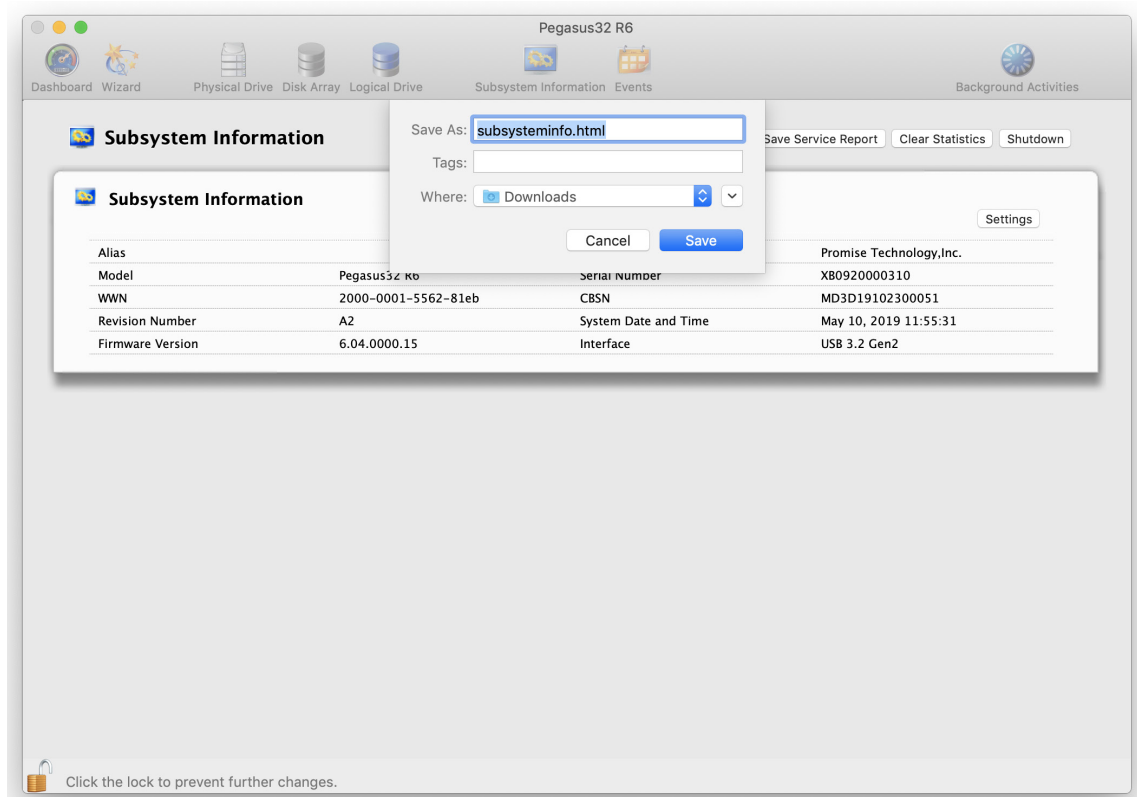 Pegasus32 R6
Dashboard Wizard Physical Drive Disk Array Logical Drive Subsystem Information Events Background Activities
Subsystem Information
Save As: subsysteminfo.html
Save Service Report Clear Statistics Shutdown
Tags:
Where: Downloads
Cancel Save
Subsystem Information
Settings
Alias Promise Technology,Inc.
Model Pegasus32 R6 Serial Number XB0920000310
WWN 2000-0001-5562-81eb CBSN MD3D19102300051
Revision Number A2 System Date and Time May 10, 2019 11:55:31
Firmware Version 6.04.0000.15 Interface USB 3.2 Gen2
Click the lock to prevent further changes.